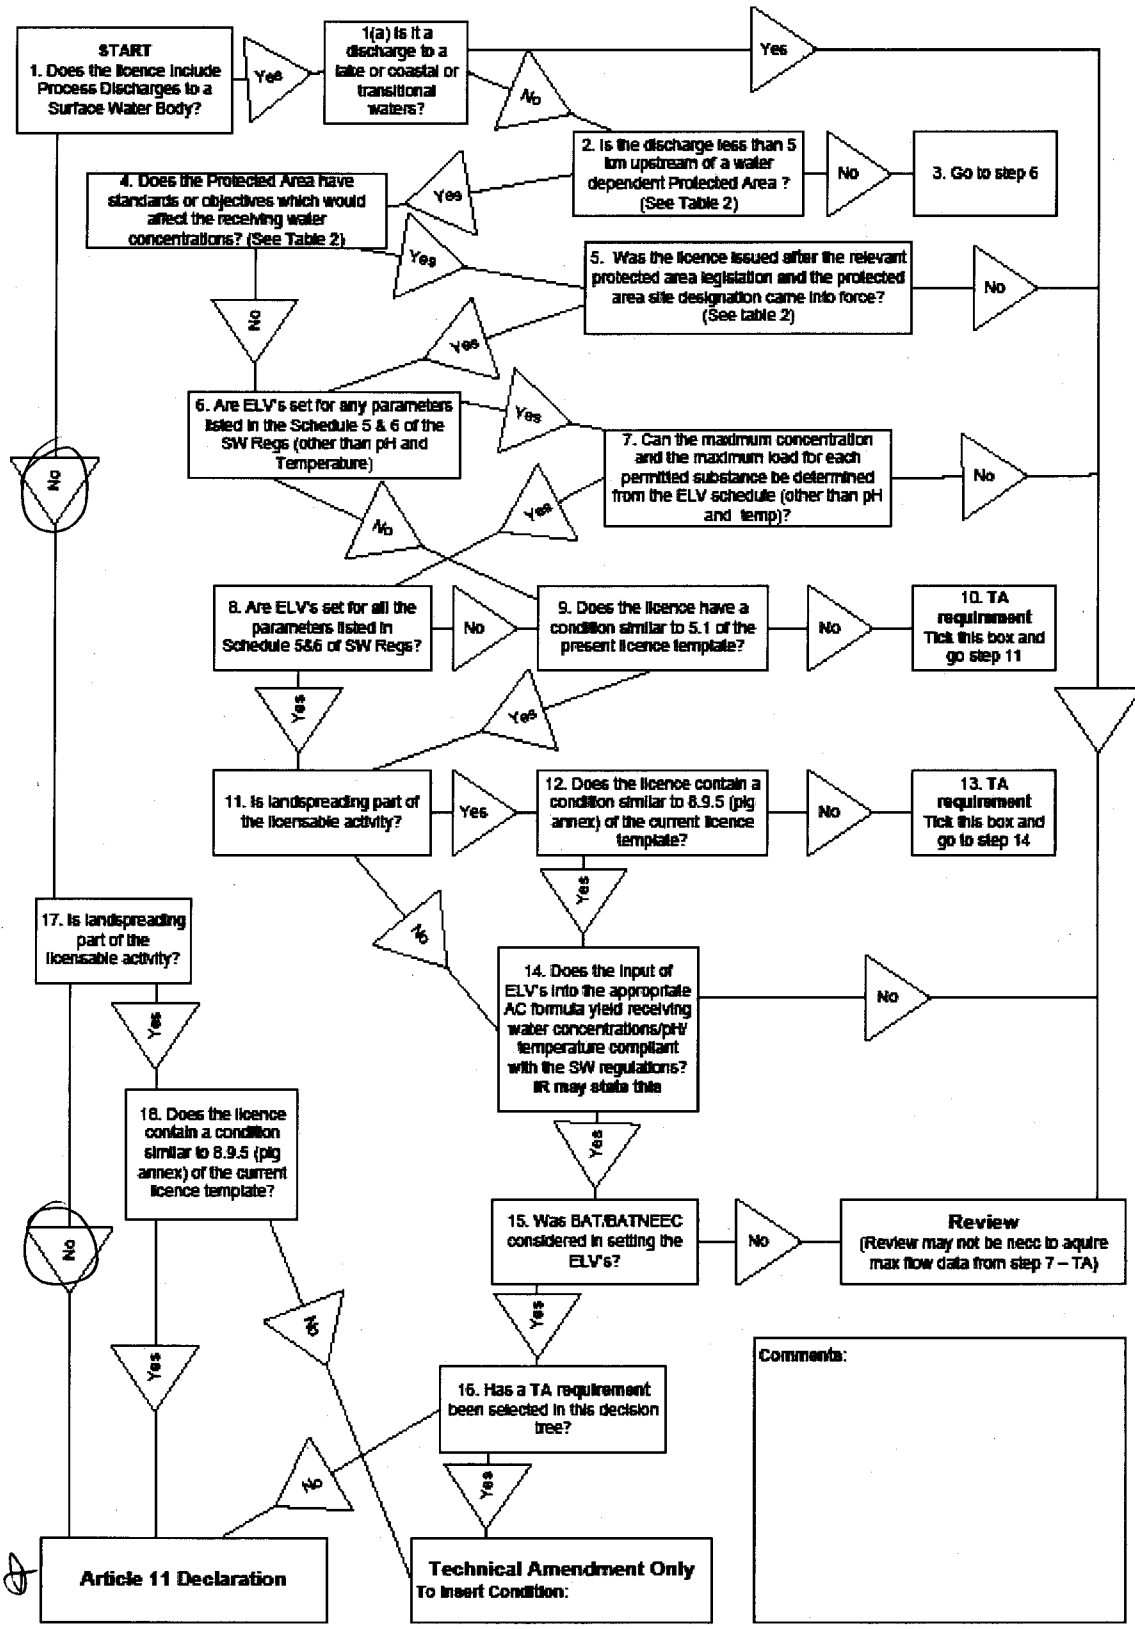 START
1. Does the licence include
Process Discharges to a
Surface Water Body?
Yes
1(a) Is it a
discharge to a
lake or coastal or
transitional
waters?
Yes
No
2. Is the discharge less than 5
km upstream of a water
dependent Protected Area ?
(See Table 2)
No
3. Go to step 6
Yes
4. Does the Protected Area have
standards or objectives which would
affect the receiving water
concentrations? (See Table 2)
Yes
5. Was the licence issued after the relevant
protected area legislation and the protected
area site designation came into force?
(See table 2)
No
No
Yes
6. Are ELV's set for any parameters
listed in the Schedule 5 & 6 of the
SW Regs (other than pH and
Temperature)
Yes
7. Can the maximum concentration
and the maximum load for each
permitted substance be determined
from the ELV schedule (other than pH
and temp)?
No
No
Yes
No
8. Are ELV's set for all the
parameters listed in
Schedule 5&6 of SW Regs?
No
9. Does the licence have a
condition similar to 5.1 of the
present licence template?
No
10. TA
requirement
Tick this box and
go step 11
Yes
Yes
11. Is landspreading part of
the licensable activity?
Yes
12. Does the licence contain a
condition similar to 8.9.5 (pig
annex) of the current licence
template?
No
13. TA
requirement
Tick this box and
go to step 14
Yes
No
17. Is landspreading
part of the
licensable activity?
14. Does the input of
ELV's into the appropriate
AC formula yield receiving
water concentrations/pH/
temperature compliant
with the SW regulations?
IR may state this
No
Yes
Yes
18. Does the licence
contain a condition
similar to 8.9.5 (pig
annex) of the current
licence template?
15. Was BAT/BATNEEC
considered in setting the
ELV's?
No
Review
(Review may not be necc to aquire
max flow data from step 7 – TA)
No
Yes
No
Yes
16. Has a TA requirement
been selected in this decision
tree?
Comments:
No
Yes
Article 11 Declaration
Technical Amendment Only
To Insert Condition: